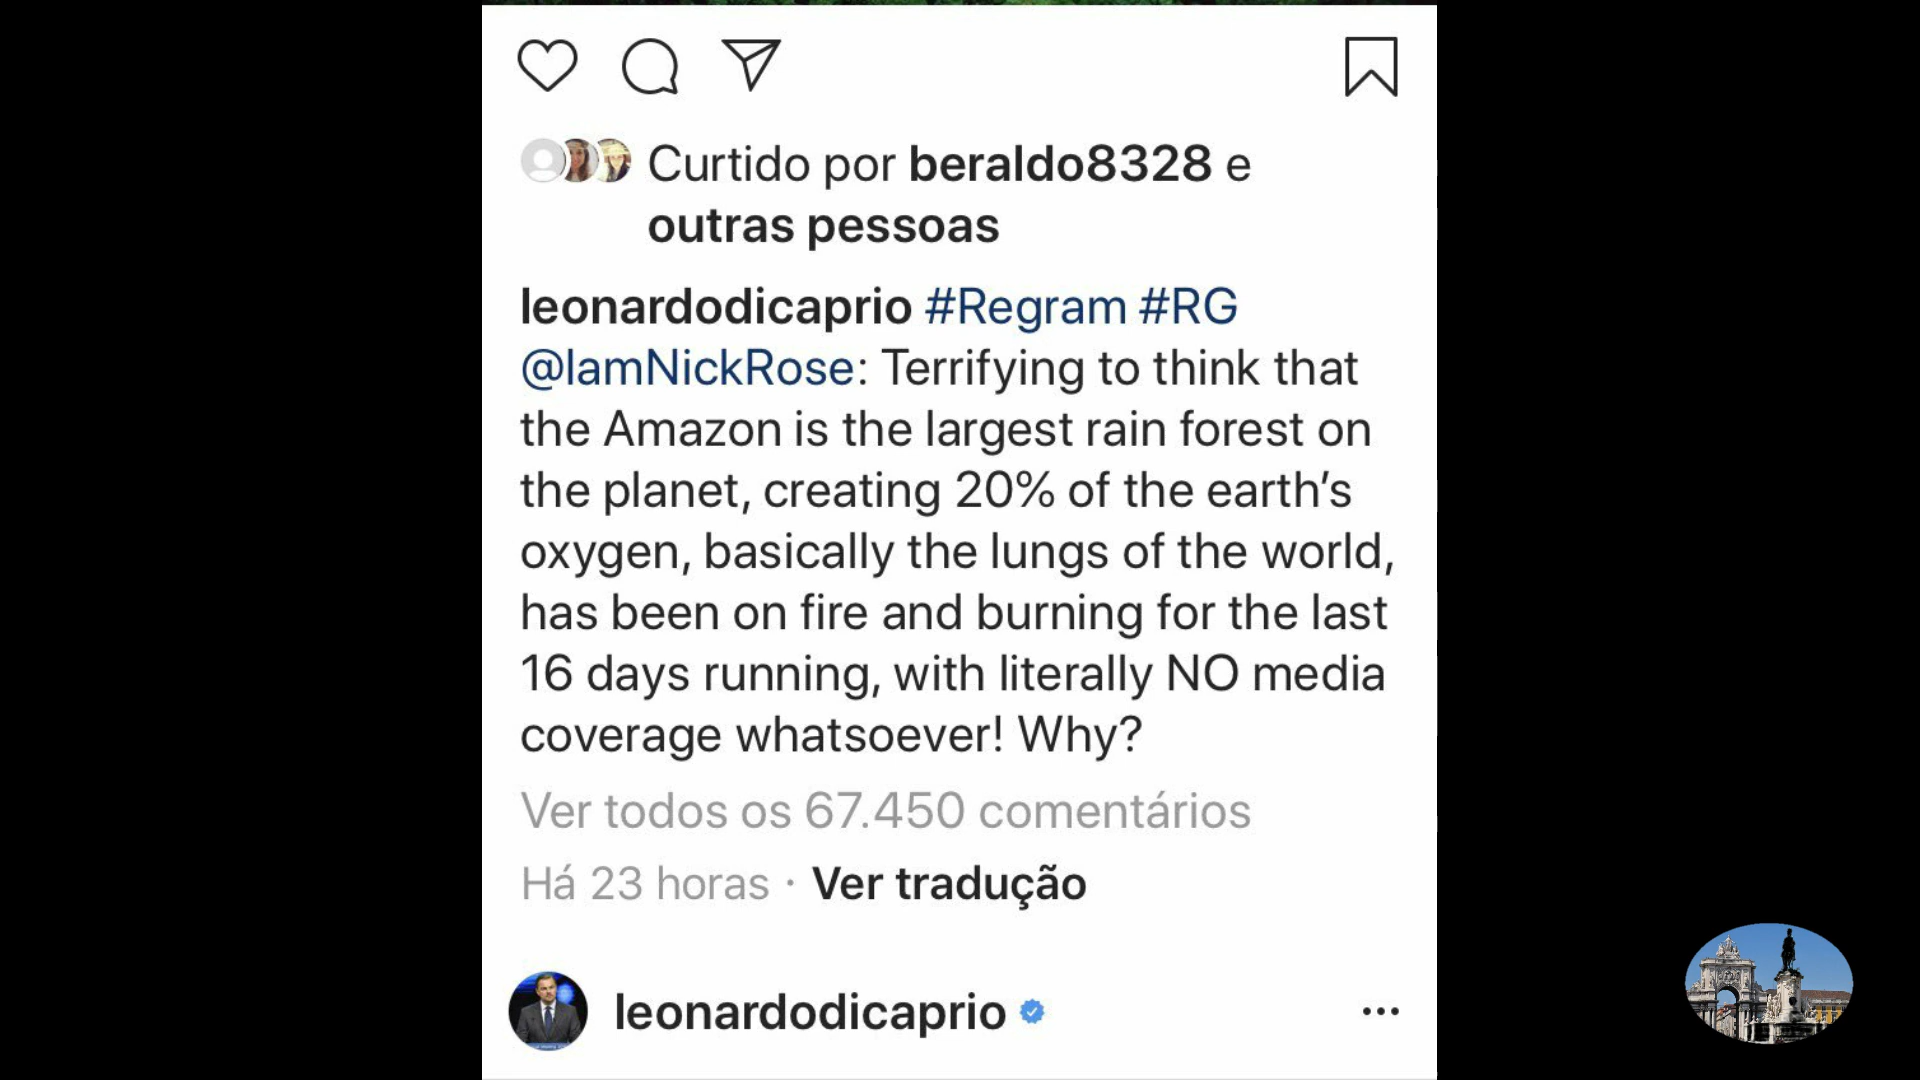 Curtido por beraldo8328 e
outras pessoas
leonardodicaprio #Regram #RG
@IamNickRose: Terrifying to think that
the Amazon is the largest rain forest on
the planet, creating 20% of the earth’s
oxygen, basically the lungs of the world,
has been on fire and burning for the last
16 days running, with literally NO media
coverage whatsoever! Why?
Ver todos os 67.450 comentários
Há 23 horas · Ver tradução
leonardodicaprio